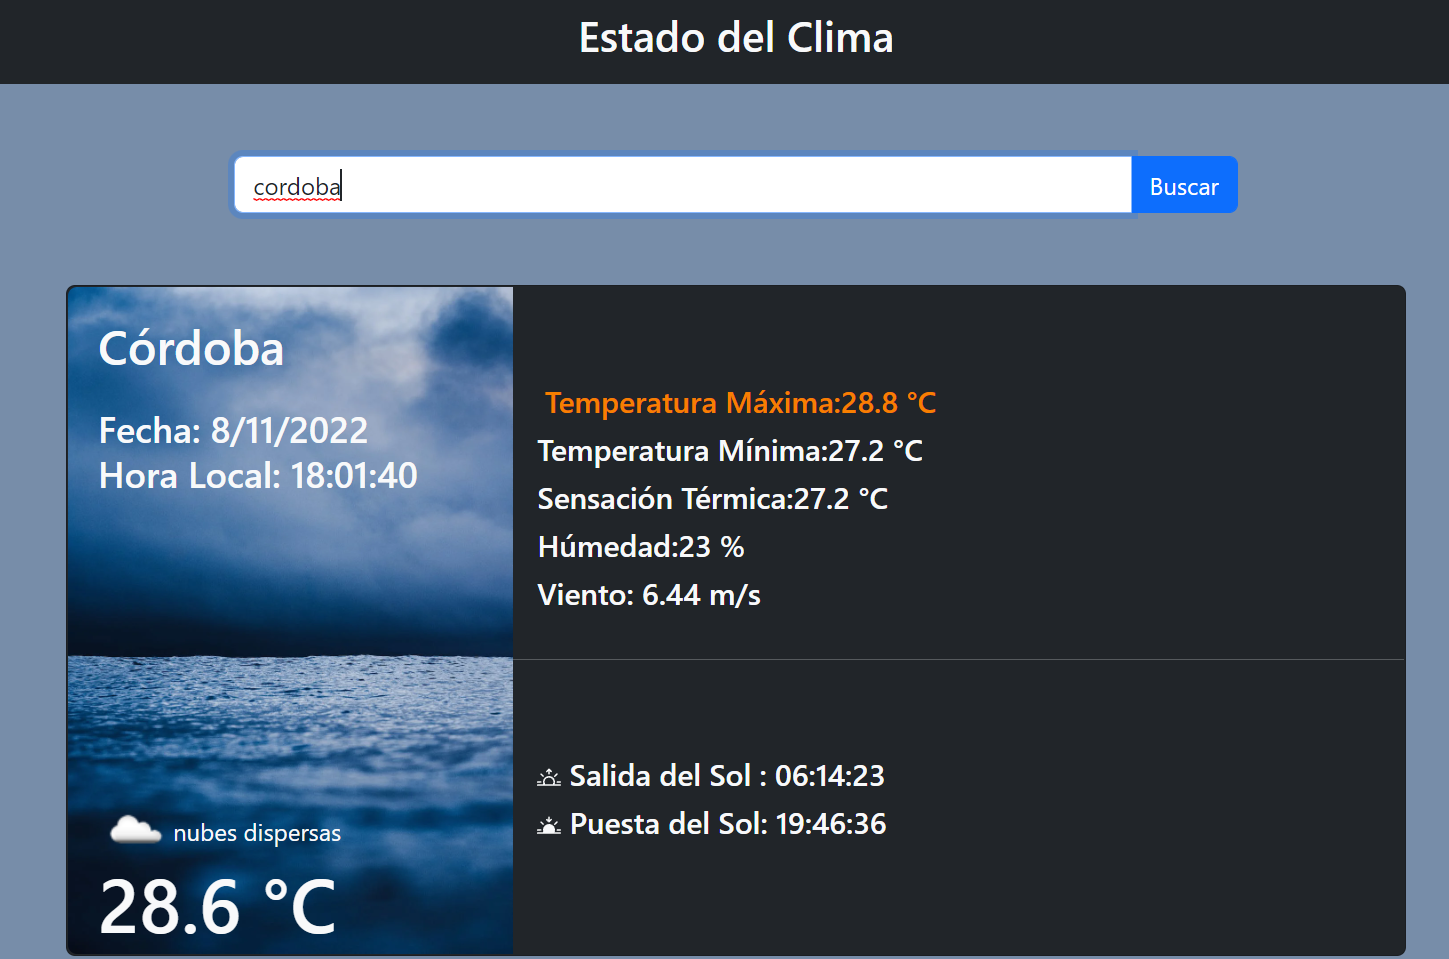 Estado del Clima
cordoba
Buscar
Córdoba
Fecha: 8/11/2022
Hora Local: 18:01:40
nubes dispersas
28.6 °C
Temperatura Máxima:28.8 °C
Temperatura Mínima:27.2 °C
Sensación Térmica:27.2 °C
Húmedad:23 %
Viento: 6.44 m/s
Salida del Sol : 06:14:23
Puesta del Sol: 19:46:36